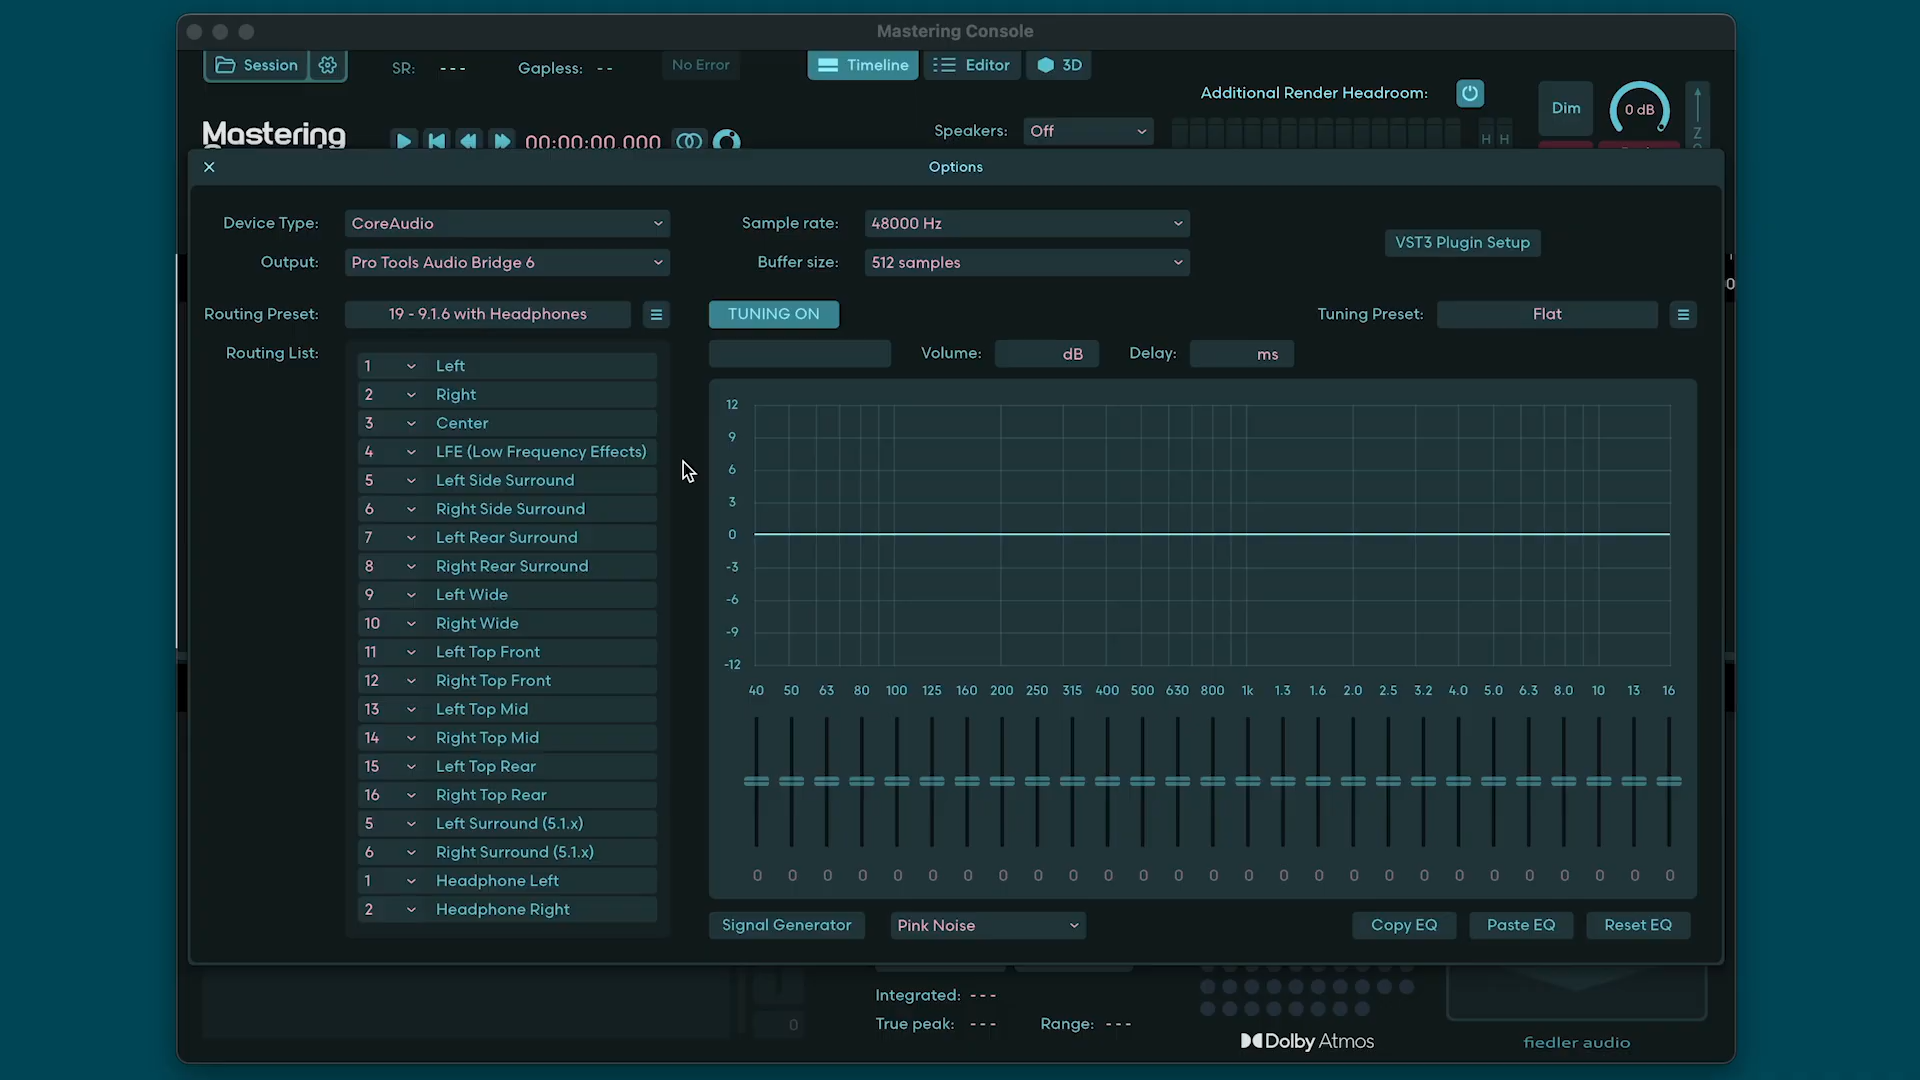 Mastering Console
Session
SR: ---
Gapless: --
No Error
Timeline
Editor
3D
Additional Render Headroom:
Dim
0 dB
Z
Mastering
00:00:00.000
Speakers: Off
H H
Options
Device Type: CoreAudio
Sample rate: 48000 Hz
VST3 Plugin Setup
Output: Pro Tools Audio Bridge 6
Buffer size: 512 samples
Routing Preset: 19 - 9.1.6 with Headphones
TUNING ON
Tuning Preset: Flat
Routing List:
Volume: dB
Delay: ms
1 Left
2 Right
3 Center
4 LFE (Low Frequency Effects)
5 Left Side Surround
6 Right Side Surround
7 Left Rear Surround
8 Right Rear Surround
9 Left Wide
10 Right Wide
11 Left Top Front
12 Right Top Front
13 Left Top Mid
14 Right Top Mid
15 Left Top Rear
16 Right Top Rear
5 Left Surround (5.1.x)
6 Right Surround (5.1.x)
1 Headphone Left
2 Headphone Right
12
9
6
3
0
-3
-6
-9
-12
40 50 63 80 100 125 160 200 250 315 400 500 630 800 1k 1.3 1.6 2.0 2.5 3.2 4.0 5.0 6.3 8.0 10 13 16
0 0 0 0 0 0 0 0 0 0 0 0 0 0 0 0 0 0 0 0 0 0 0 0 0 0 0
Signal Generator
Pink Noise
Copy EQ
Paste EQ
Reset EQ
Integrated: ---
0
True peak: ---
Range: ---
Dolby Atmos
fiedler audio